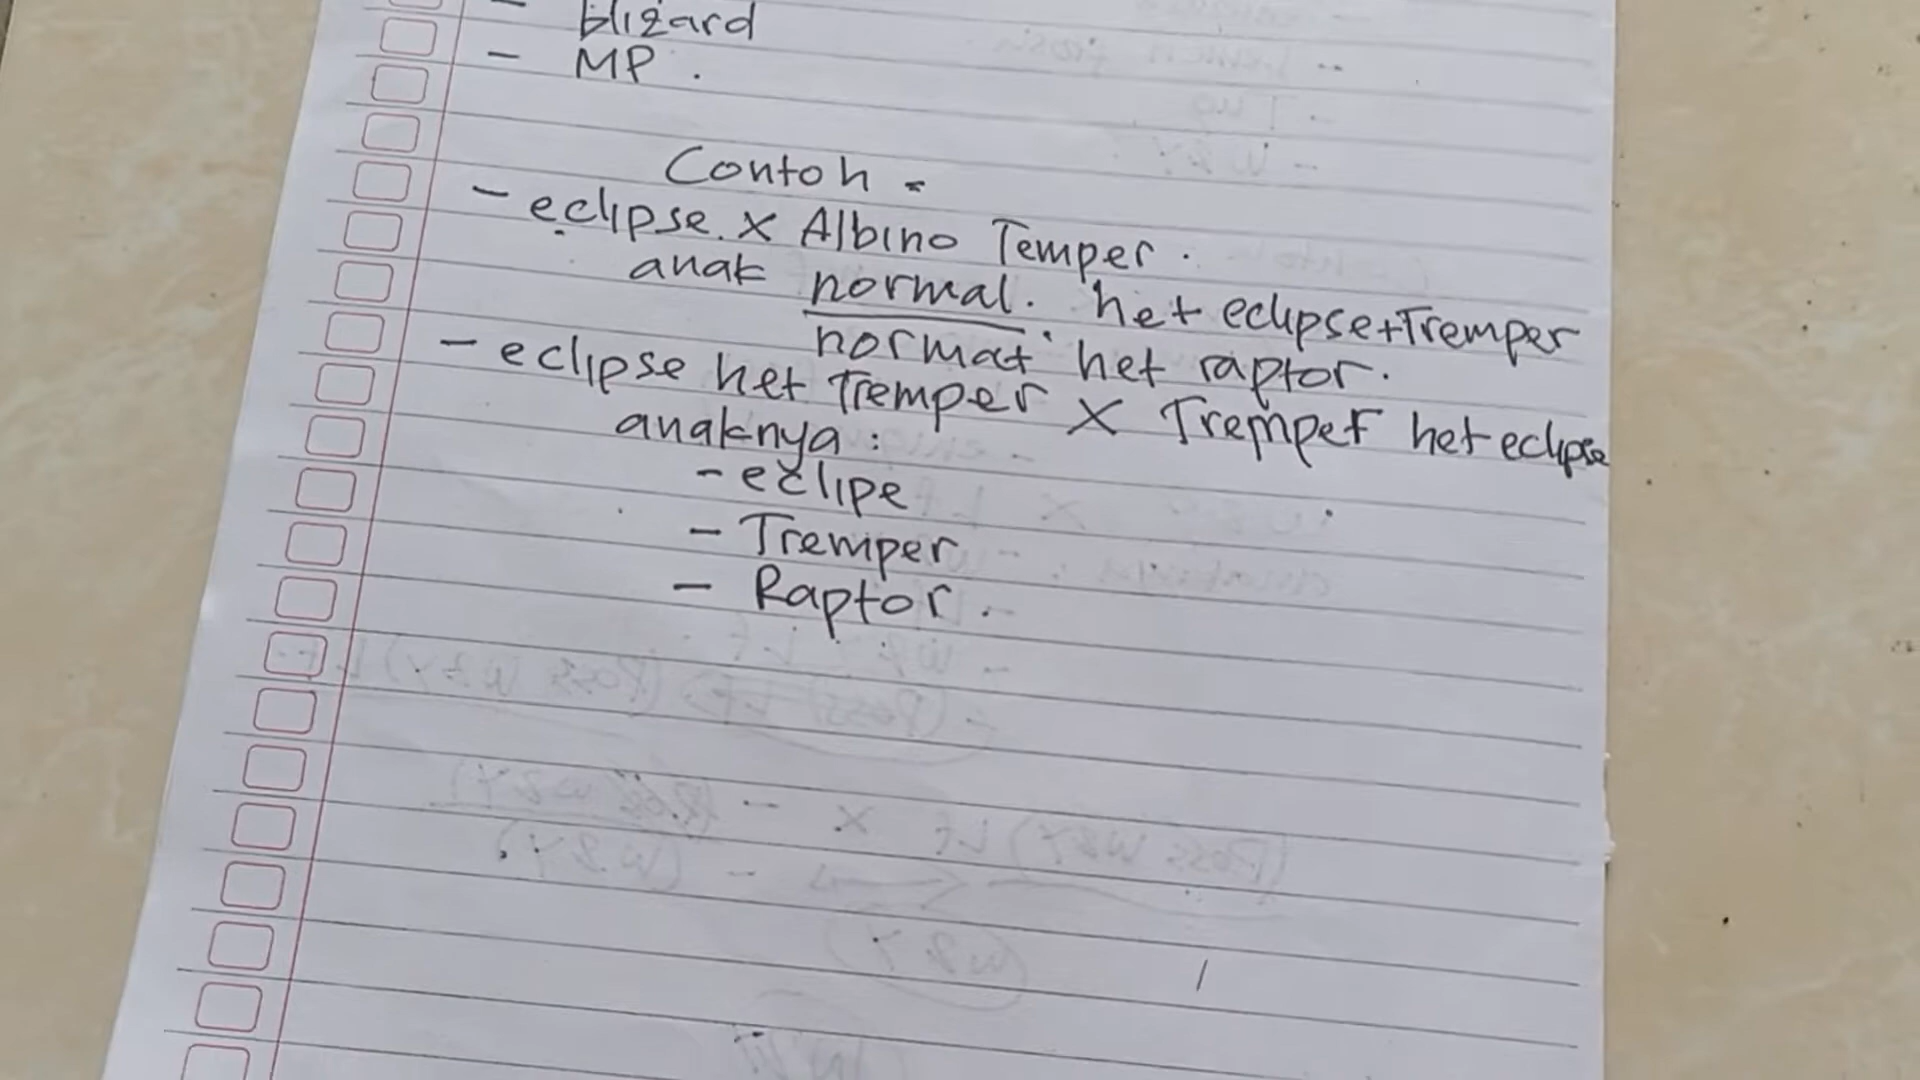 - blizard
- MP.
Contoh =
- eclipse x Albino Temper.
anak normal. het eclipse+Tremper
normal het raptor.
- eclipse het Tremper X Tremper het eclipse
anaknya:
- eclipe
- Tremper
- Raptor.